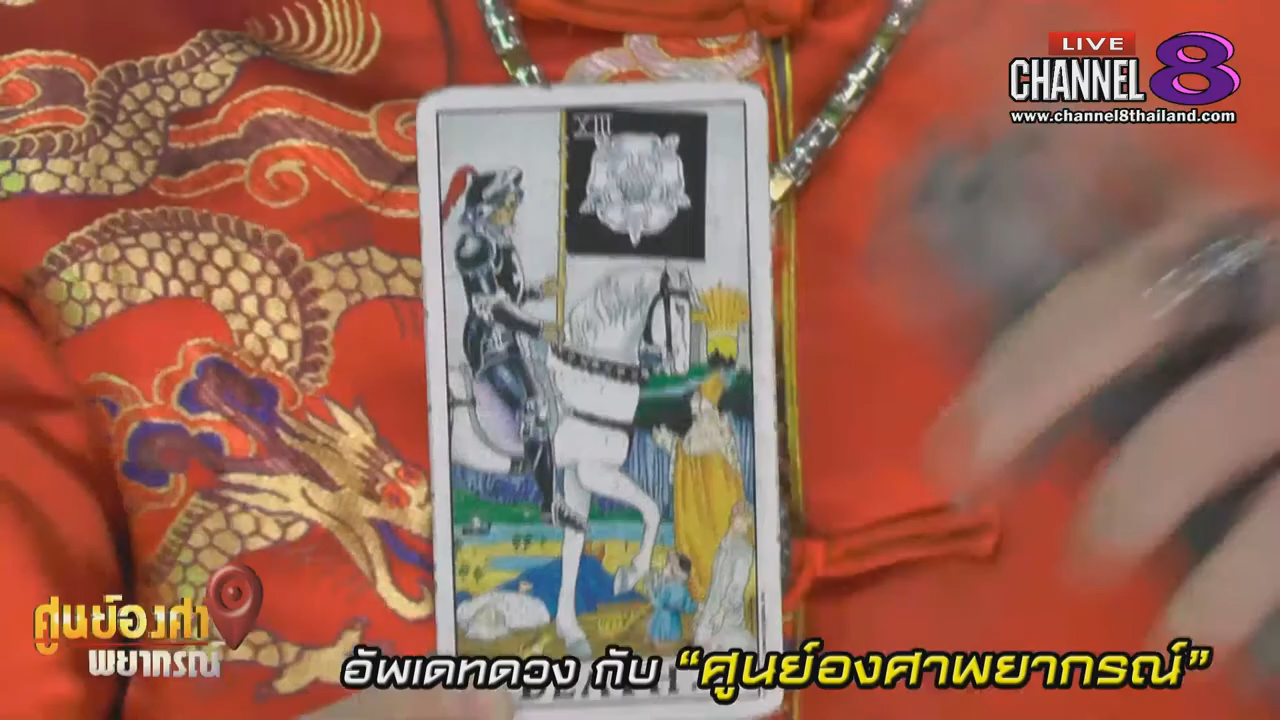 LIVE
CHANNEL 8
www.channel8thailand.com
XIII
ศูนย์องศา
พยากรณ์
อัพเดทดวง กับ “ศูนย์องศาพยากรณ์”